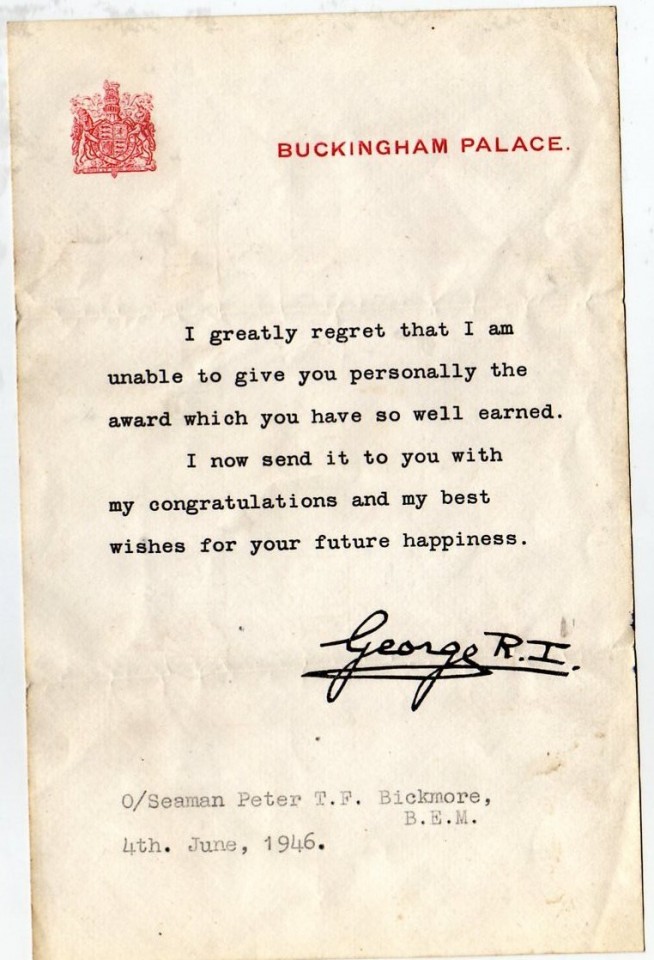 BUCKINGHAM PALACE.
I greatly regret that I am
unable to give you personally the
award which you have so well earned.
I now send it to you with
my congratulations and my best
wishes for your future happiness.
George R.I.
O/Seaman Peter T.F. Bickmore,
B.E.M.
4th. June, 1946.